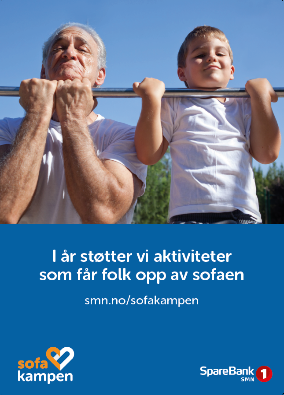 I år støtter vi aktiviteter
som får folk opp av sofaen
smn.no/sofakampen
sofa
kampen
SpareBank 1
SMN